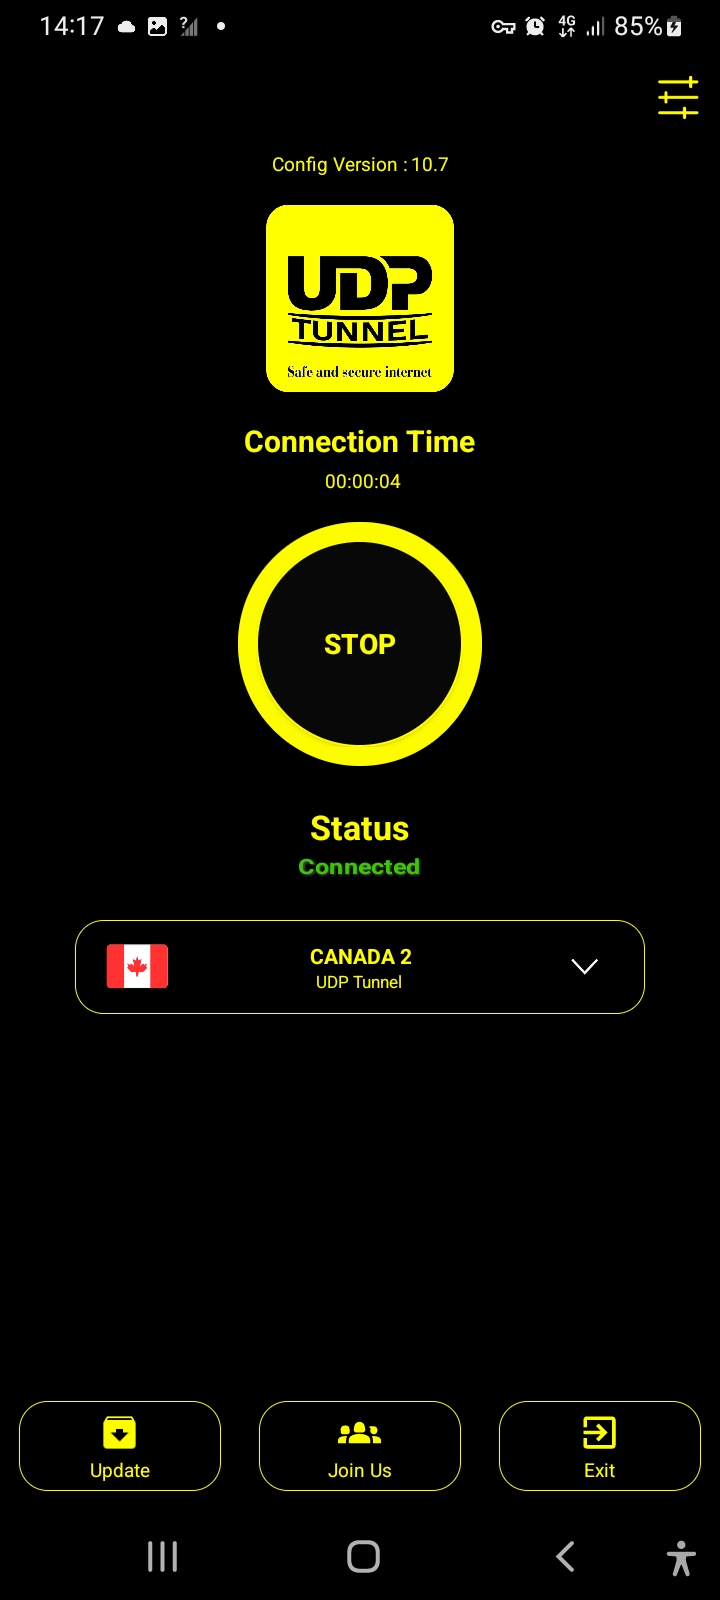 14:17
4G
85%
Config Version : 10.7
UDP
TUNNEL
Safe and secure internet
Connection Time
00:00:04
STOP
Status
Connected
CANADA 2
UDP Tunnel
Update
Join Us
Exit